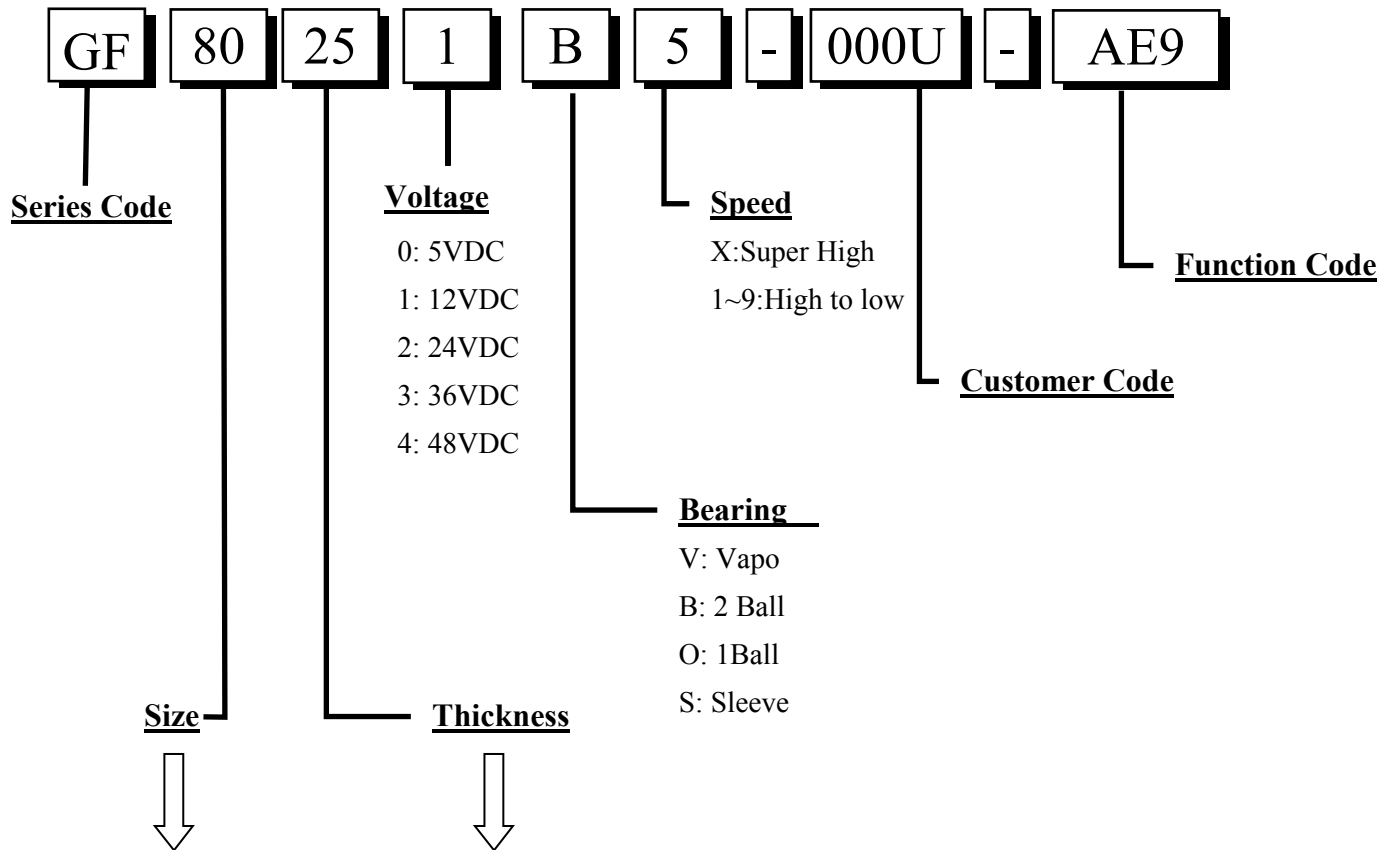 GF 80 25 1 B 5 - 000U - AE9
Series Code
Voltage
0: 5VDC
1: 12VDC
2: 24VDC
3: 36VDC
4: 48VDC
Speed
X:Super High
1~9:High to low
Function Code
Customer Code
Bearing
V: Vapo
B: 2 Ball
O: 1Ball
S: Sleeve
Size
Thickness